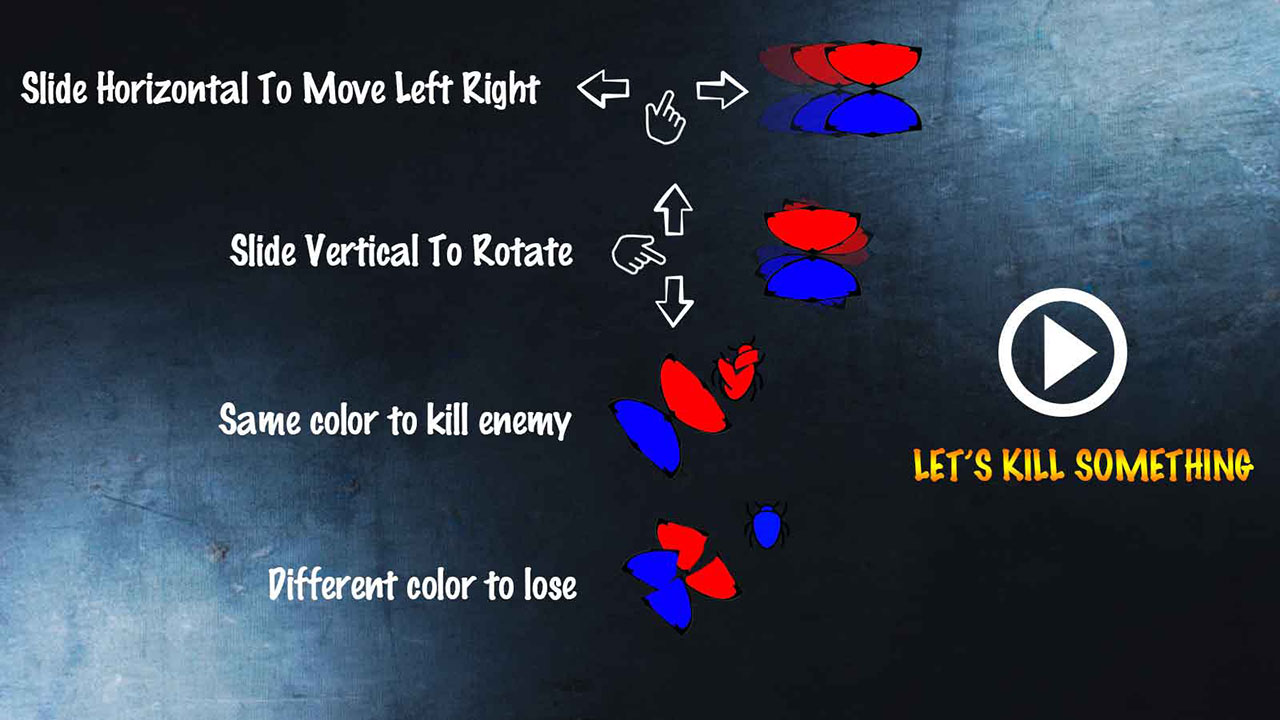 Slide Horizontal To Move Left Right
Slide Vertical To Rotate
Same color to kill enemy
LET'S KILL SOMETHING
Different color to lose